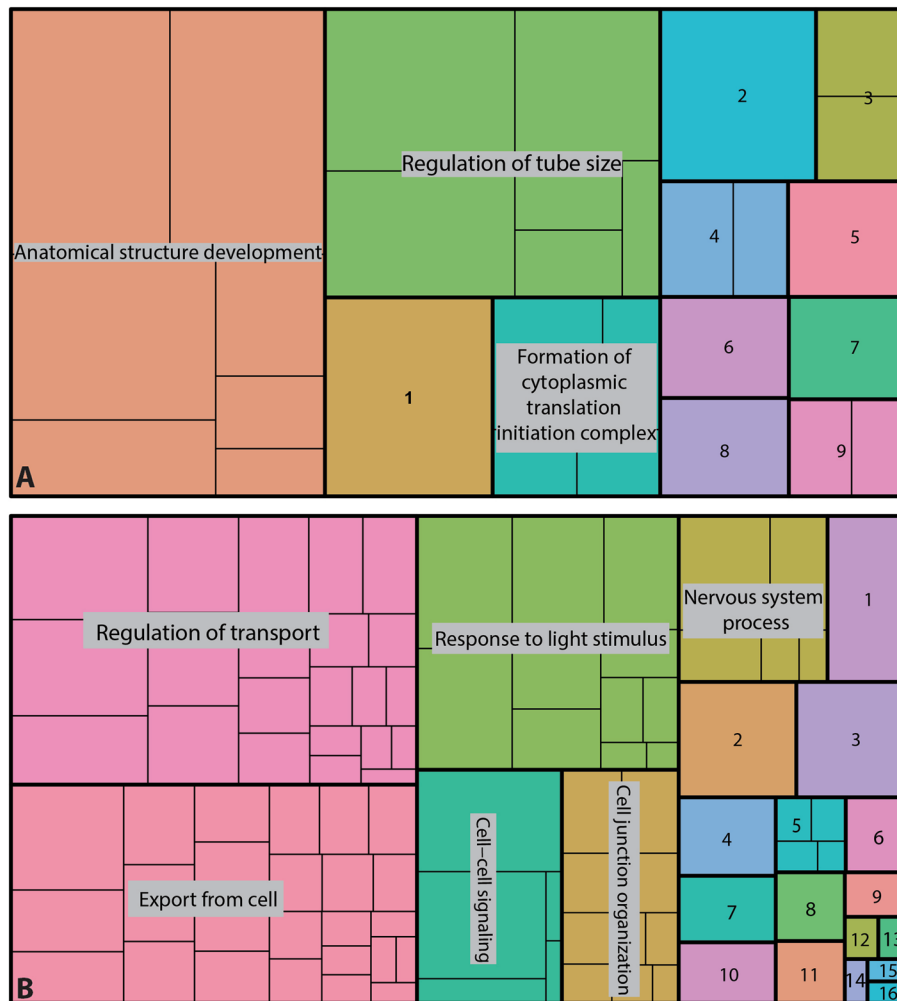 2
3
Regulation of tube size
4
5
Anatomical structure development
6
7
Formation of
cytoplasmic
translation
initiation complex
1
8
9
A
Regulation of transport
Response to light stimulus
Nervous system
process
1
2
3
Export from cell
Cell–cell signaling
Cell junction organization
4
5
6
7
8
9
10
11
12
13
14
15
16
B